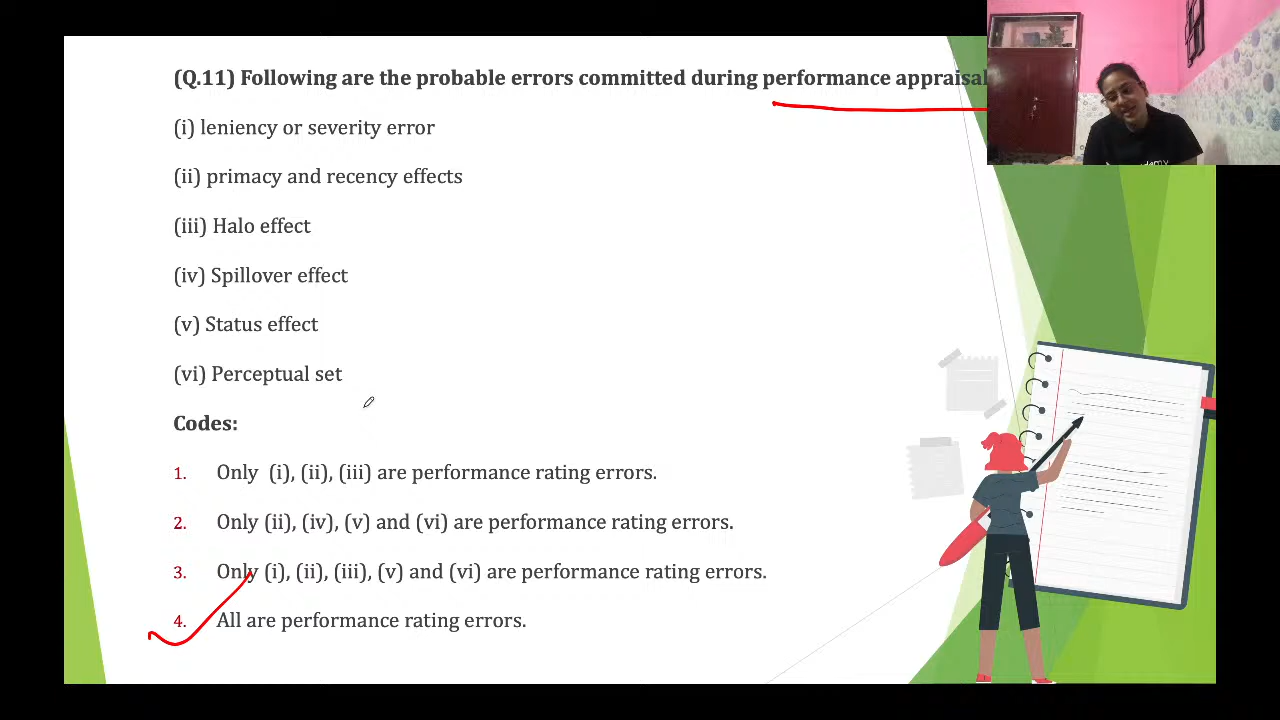 (Q.11) Following are the probable errors committed during performance appraisal
(i) leniency or severity error
(ii) primacy and recency effects
(iii) Halo effect
(iv) Spillover effect
(v) Status effect
(vi) Perceptual set
Codes:
1. Only (i), (ii), (iii) are performance rating errors.
2. Only (ii), (iv), (v) and (vi) are performance rating errors.
3. Only (i), (ii), (iii), (v) and (vi) are performance rating errors.
4. All are performance rating errors.